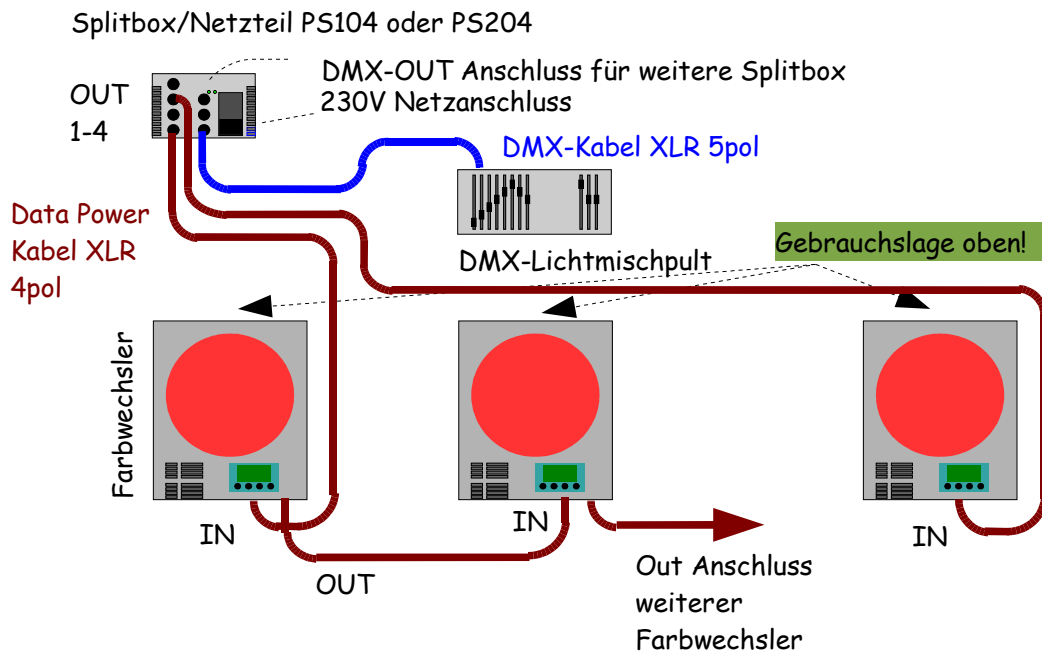 Splitbox/Netzteil PS104 oder PS204
OUT
1-4
DMX-OUT Anschluss für weitere Splitbox
230V Netzanschluss
DMX-Kabel XLR 5pol
Data Power
Kabel XLR
4pol
DMX-Lichtmischpult
Gebrauchslage oben!
Farbwechsler
IN
OUT
IN
Out Anschluss
weiterer
Farbwechsler
IN